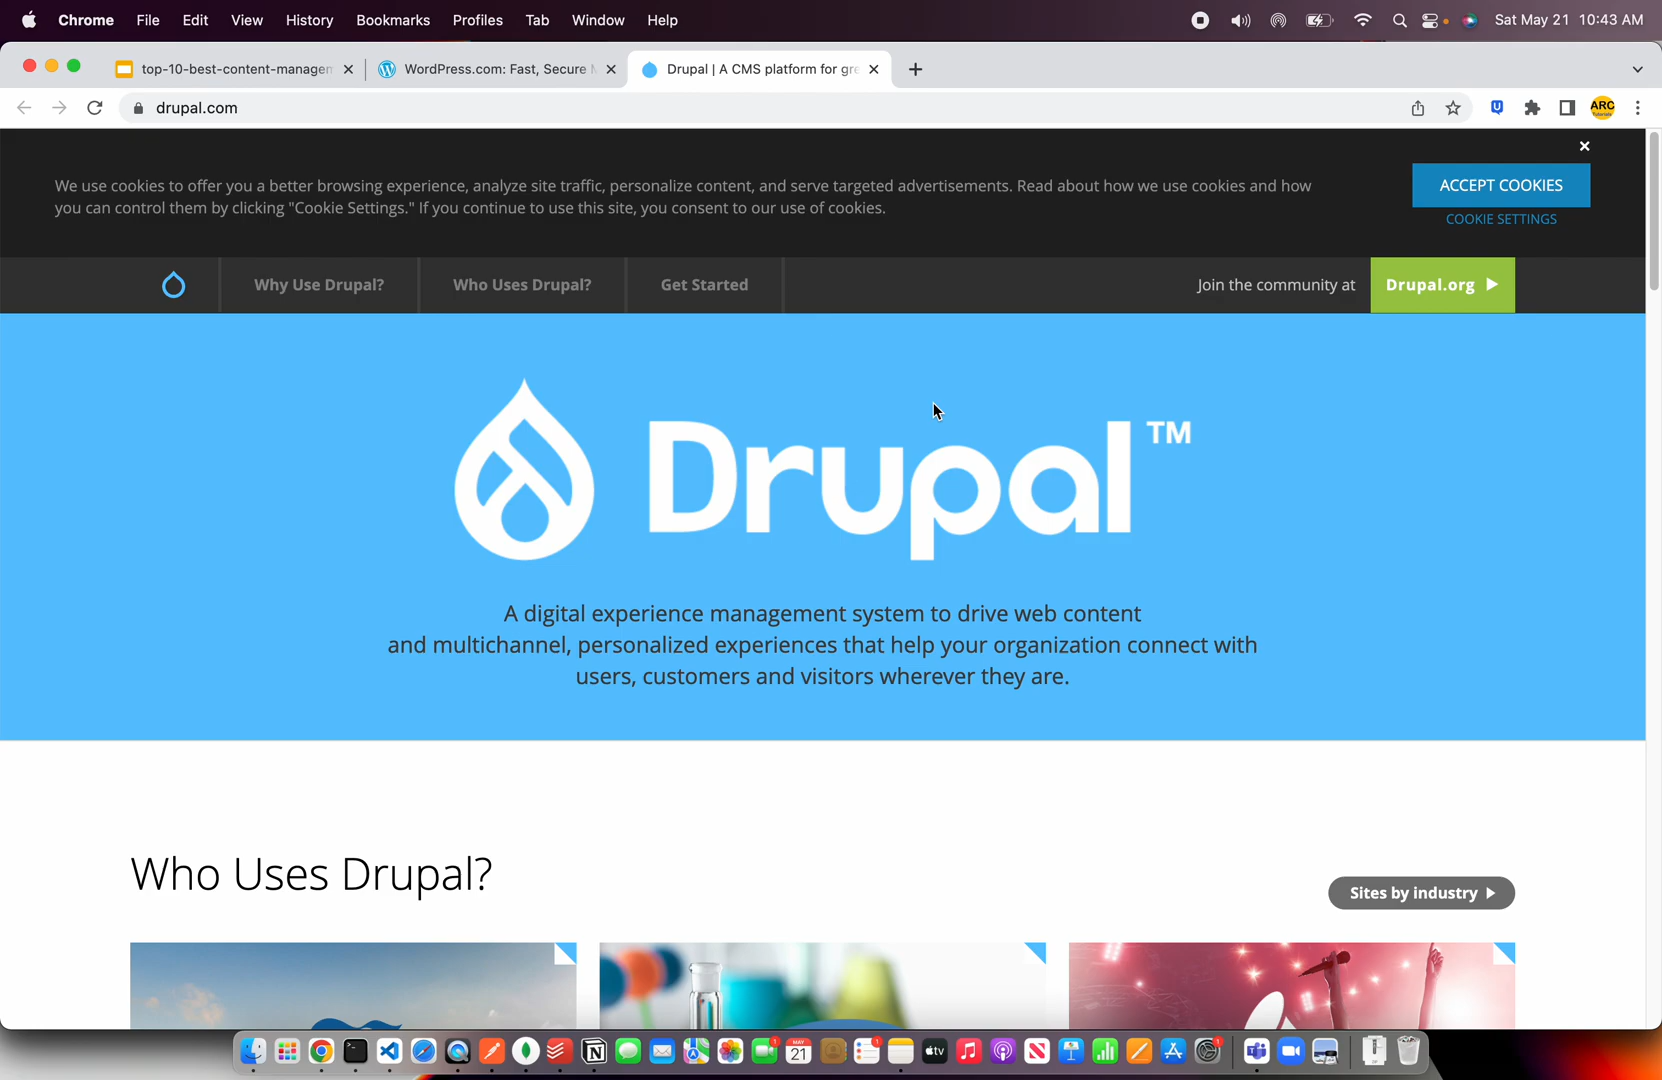 Chrome File Edit View History Bookmarks Profiles Tab Window Help Sat May 21 10:43 AM
top-10-best-content-managem WordPress.com: Fast, Secure M Drupal | A CMS platform for gre
drupal.com ARC
We use cookies to offer you a better browsing experience, analyze site traffic, personalize content, and serve targeted advertisements. Read about how we use cookies and how
you can control them by clicking "Cookie Settings." If you continue to use this site, you consent to our use of cookies.
ACCEPT COOKIES
COOKIE SETTINGS
Why Use Drupal? Who Uses Drupal? Get Started Join the community at Drupal.org
Drupal™
A digital experience management system to drive web content
and multichannel, personalized experiences that help your organization connect with
users, customers and visitors wherever they are.
Who Uses Drupal?
Sites by industry
MAY
21
tv